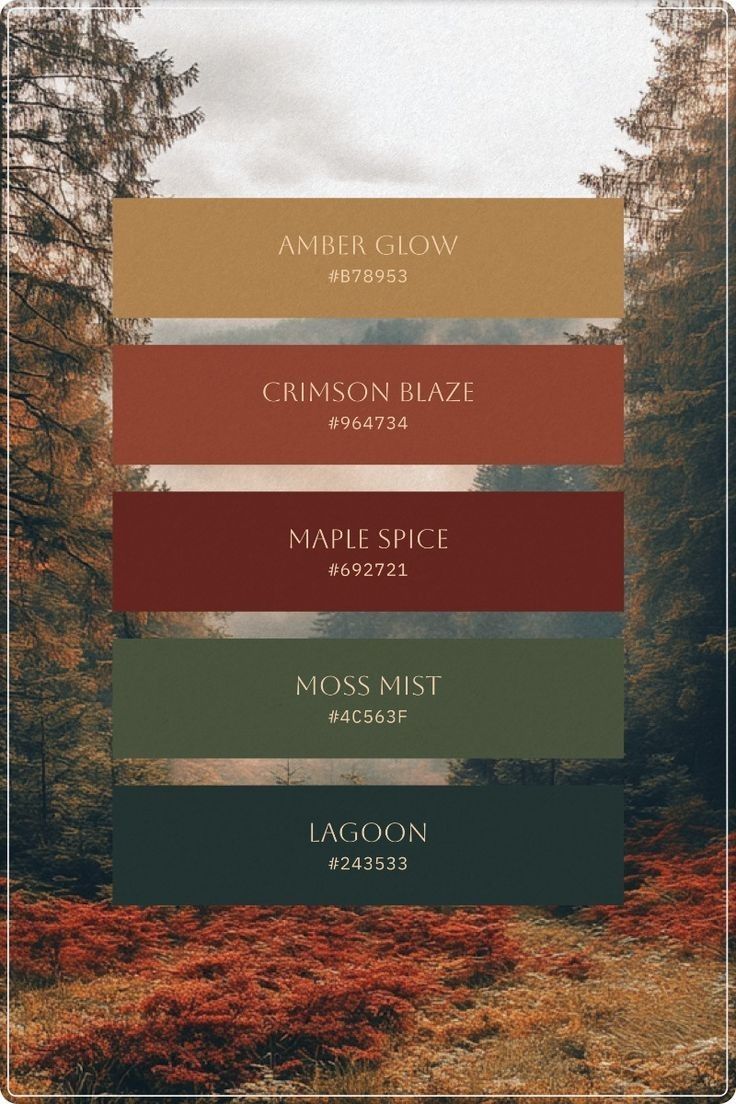 AMBER GLOW
#B78953
CRIMSON BLAZE
#964734
MAPLE SPICE
#692721
MOSS MIST
#4C563F
LAGOON
#243533